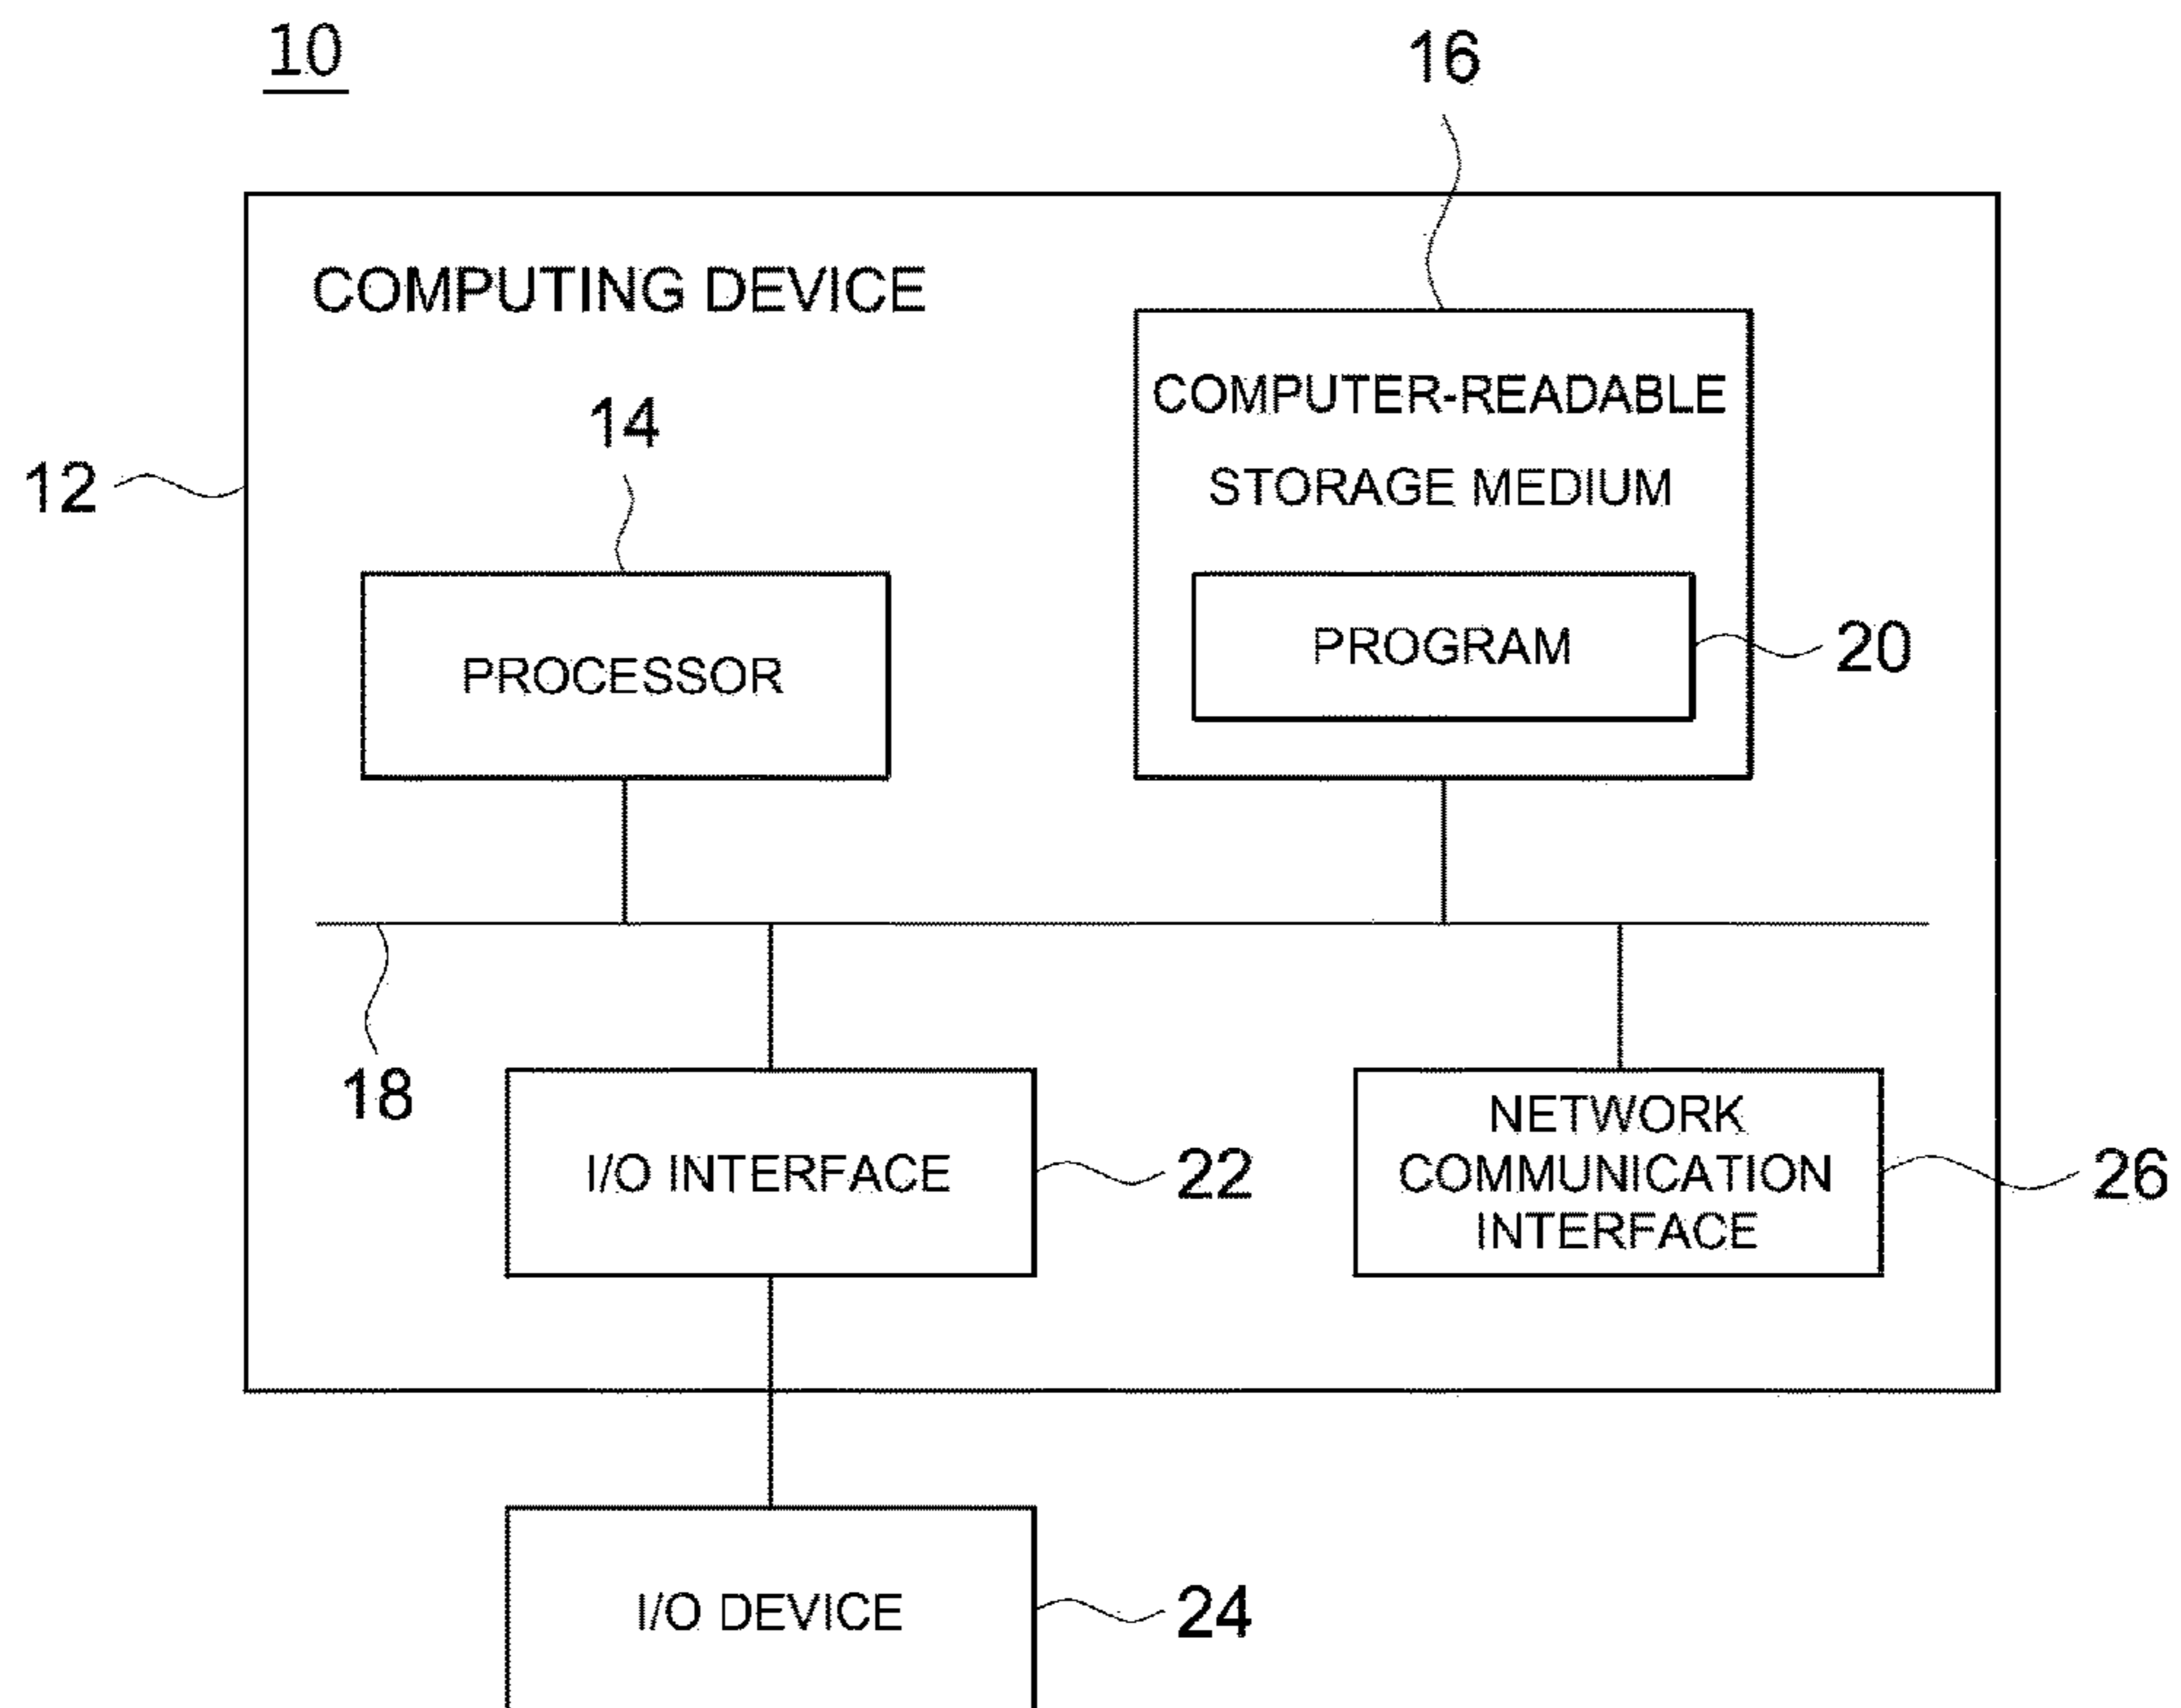 10
16
COMPUTING DEVICE
COMPUTER-READABLE
STORAGE MEDIUM
14
12
PROGRAM
20
PROCESSOR
18
I/O INTERFACE
22
NETWORK
COMMUNICATION
INTERFACE
26
I/O DEVICE
24